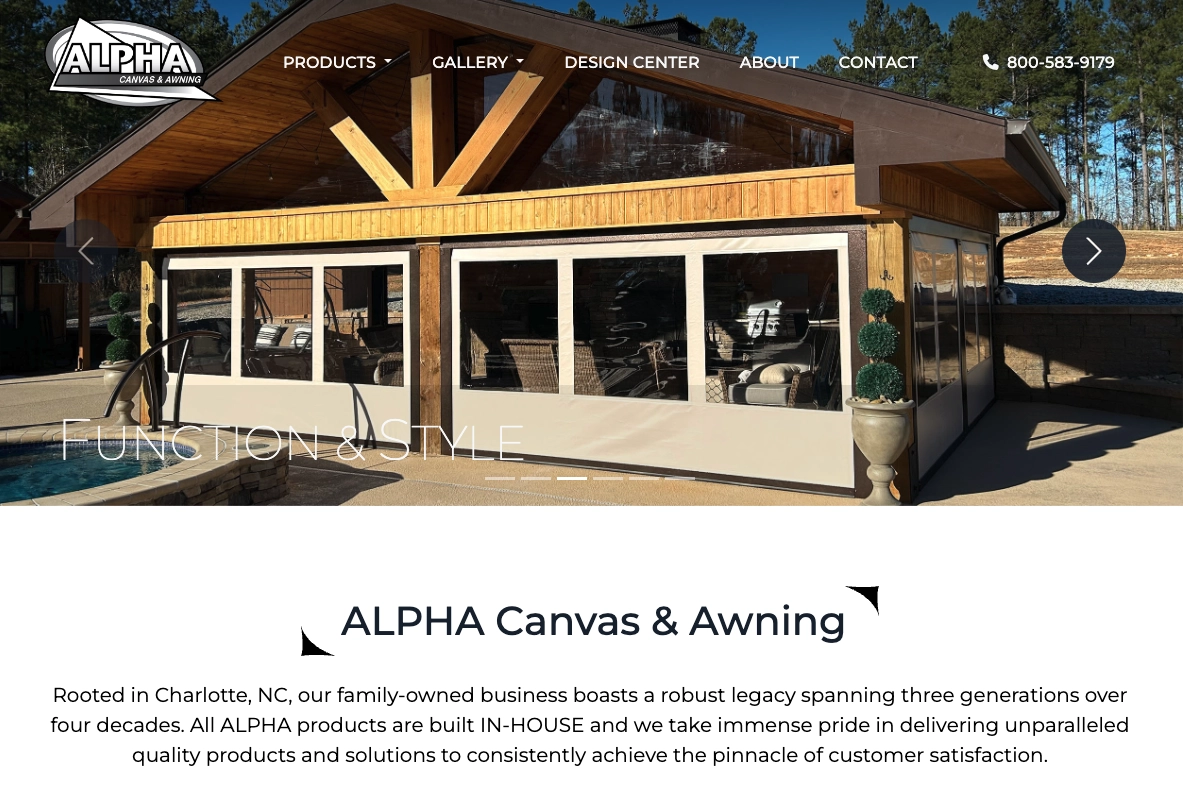 ALPHA
CANVAS & AWNING
PRODUCTS
GALLERY
DESIGN CENTER
ABOUT
CONTACT
800-583-9179
FUNCTION & STYLE
ALPHA Canvas & Awning
Rooted in Charlotte, NC, our family-owned business boasts a robust legacy spanning three generations over
four decades. All ALPHA products are built IN-HOUSE and we take immense pride in delivering unparalleled
quality products and solutions to consistently achieve the pinnacle of customer satisfaction.